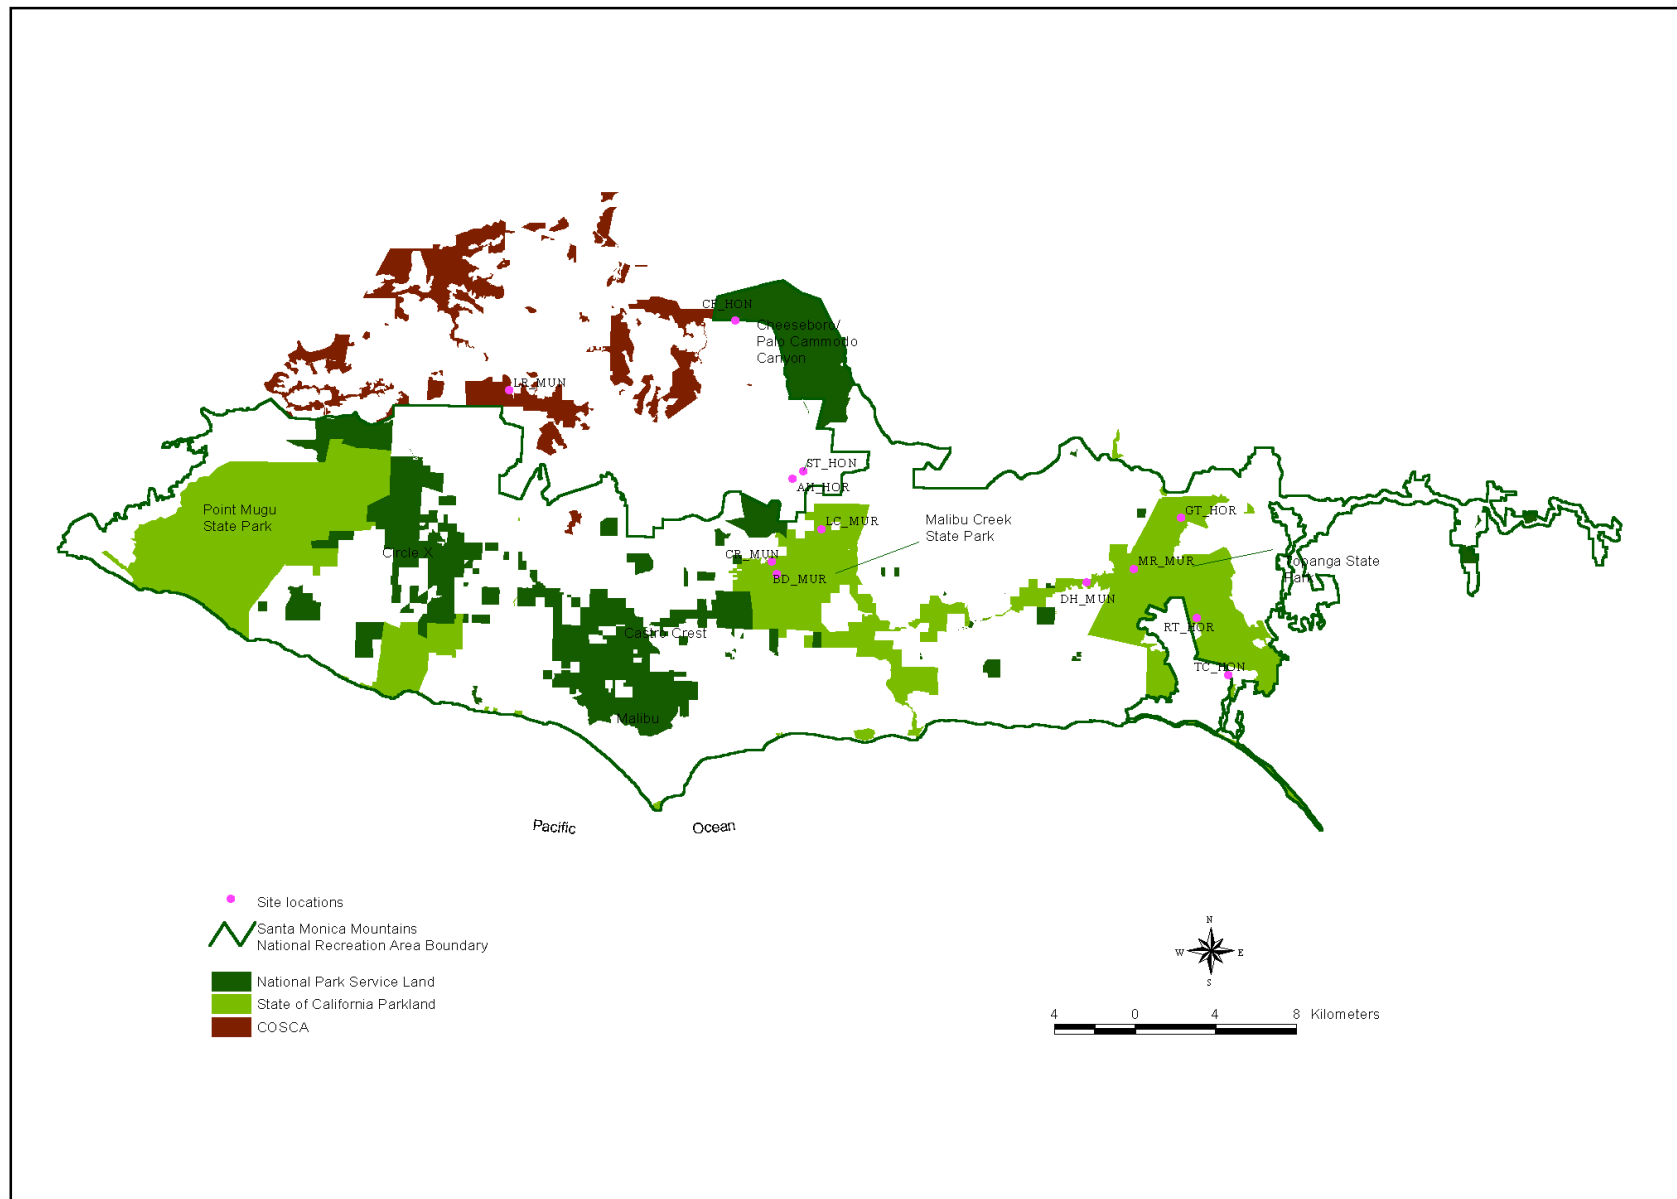 CF_HON
Cheeseboro/
Palo Cammodo
Canyon
LR_MUN
ST_HON
AH_HOR
Point Mugu
State Park
LC_MUR
Malibu Creek
State Park
GT_HOR
Circle X
CR_MUN
BD_MUR
MR_MUR
Topanga State
Park
DH_MUN
RT_HOR
Castro Crest
TC_HON
Malibu
Pacific Ocean
Site locations
Santa Monica Mountains
National Recreation Area Boundary
National Park Service Land
State of California Parkland
COSCA
N
W E
S
4 0 4 8 Kilometers